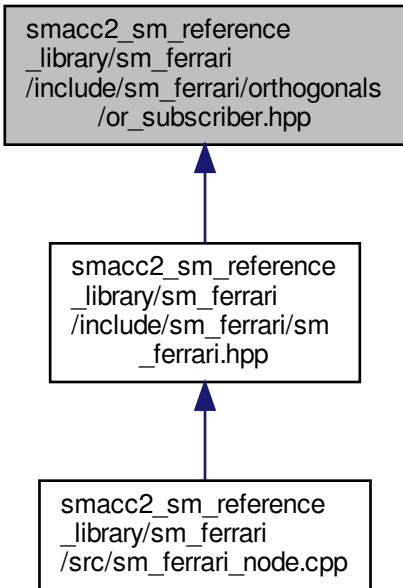 smacc2_sm_reference
_library/sm_ferrari
/include/sm_ferrari/orthogonals
/or_subscriber.hpp
smacc2_sm_reference
_library/sm_ferrari
/include/sm_ferrari/sm
_ferrari.hpp
smacc2_sm_reference
_library/sm_ferrari
/src/sm_ferrari_node.cpp